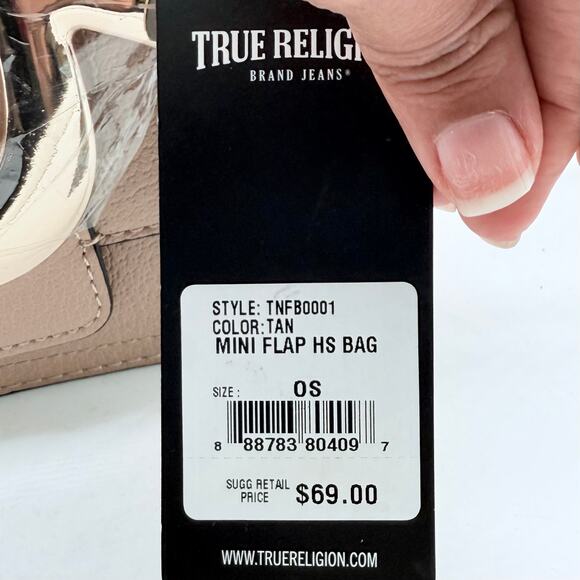 TRUE RELIGI
BRAND JEANS®
STYLE: TNFB0001
COLOR:TAN
MINI FLAP HS BAG
SIZE: OS
8 88783 80409 7
SUGG RETAIL
PRICE $69.00
WWW.TRUERELIGION.COM